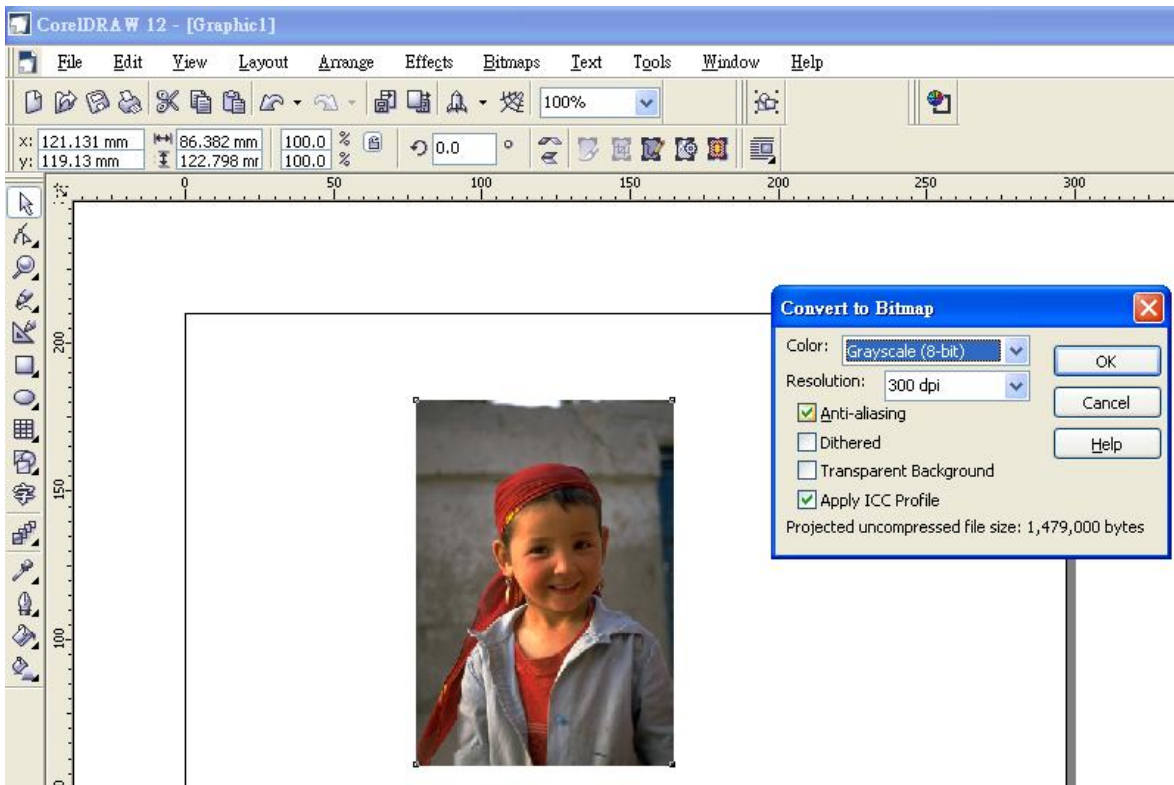 CorelDRAW 12 - [Graphic1]
File Edit View Layout Arrange Effects Bitmaps Text Tools Window Help
100%
x: 121.131 mm 86.382 mm 100.0 % 0.0 °
y: 119.13 mm 122.798 mr 100.0 %
0 50 100 150 200 250 300
200
150
100
字
Convert to Bitmap
Color: Grayscale (8-bit)
OK
Resolution: 300 dpi
Cancel
Anti-aliasing
Help
Dithered
Transparent Background
Apply ICC Profile
Projected uncompressed file size: 1,479,000 bytes